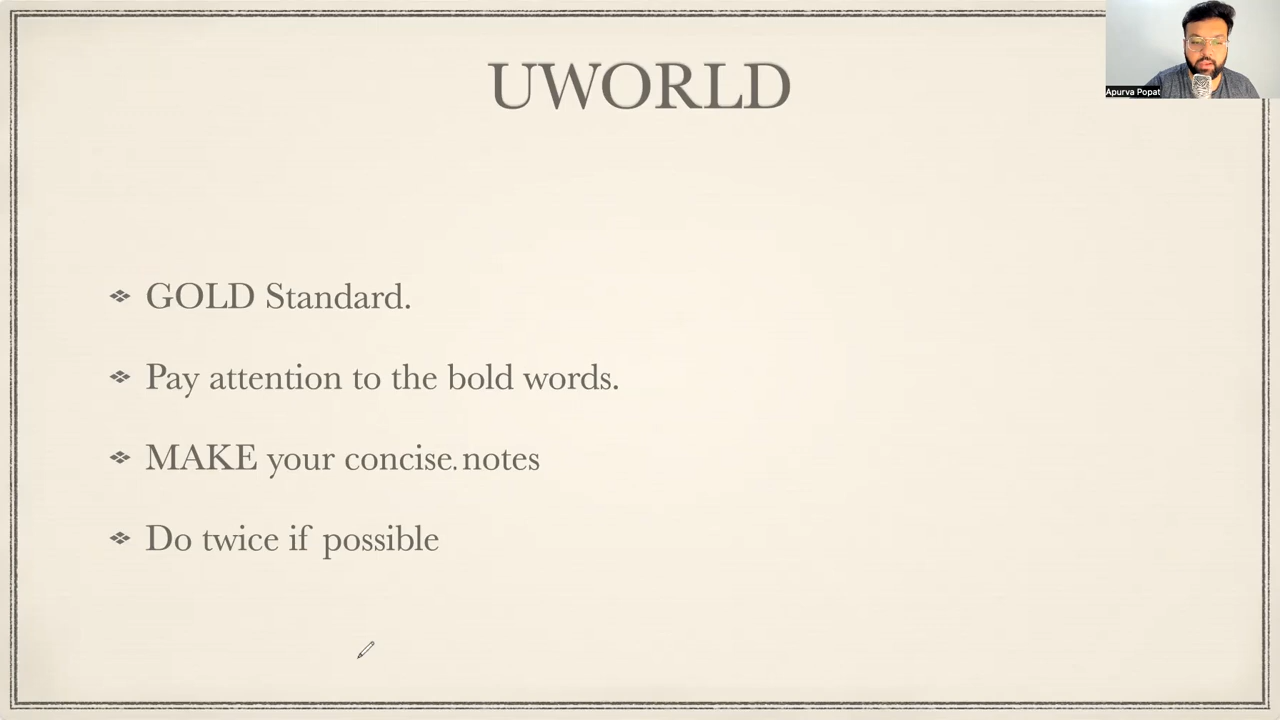 UWORLD
Apurva Popat
GOLD Standard.
Pay attention to the bold words.
MAKE your concise. notes
Do twice if possible